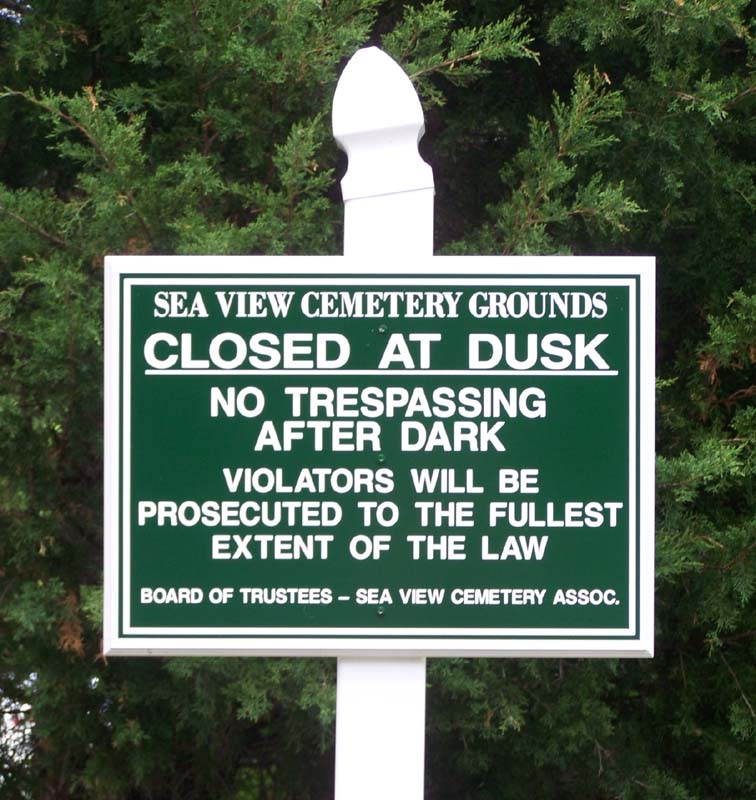 SEA VIEW CEMETERY GROUNDS
CLOSED AT DUSK
NO TRESPASSING
AFTER DARK
VIOLATORS WILL BE
PROSECUTED TO THE FULLEST
EXTENT OF THE LAW
BOARD OF TRUSTEES – SEA VIEW CEMETERY ASSOC.